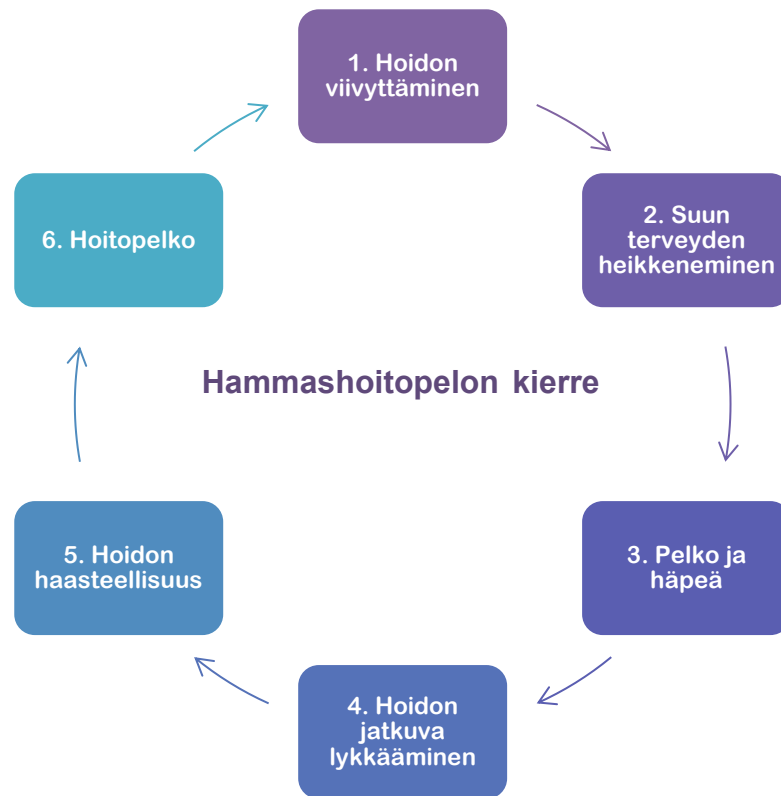 1. Hoidon
viivyttäminen
2. Suun
terveyden
heikkeneminen
3. Pelko ja
häpeä
4. Hoidon
jatkuva
lykkääminen
5. Hoidon
haasteellisuus
6. Hoitopelko
Hammashoitopelon kierre